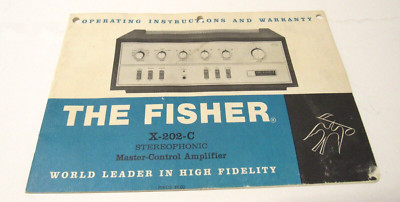 OPERATING INSTRUCTIONS AND WARRANTY
THE FISHER®
X-202-C
STEREOPHONIC
Master-Control Amplifier
WORLD LEADER IN HIGH FIDELITY